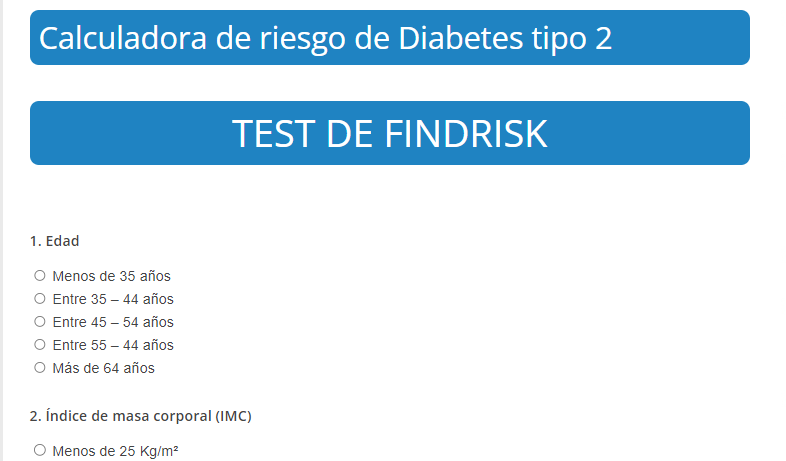 Calculadora de riesgo de Diabetes tipo 2
TEST DE FINDRISK
1. Edad
Menos de 35 años
Entre 35 – 44 años
Entre 45 – 54 años
Entre 55 – 44 años
Más de 64 años
2. Índice de masa corporal (IMC)
Menos de 25 Kg/m²